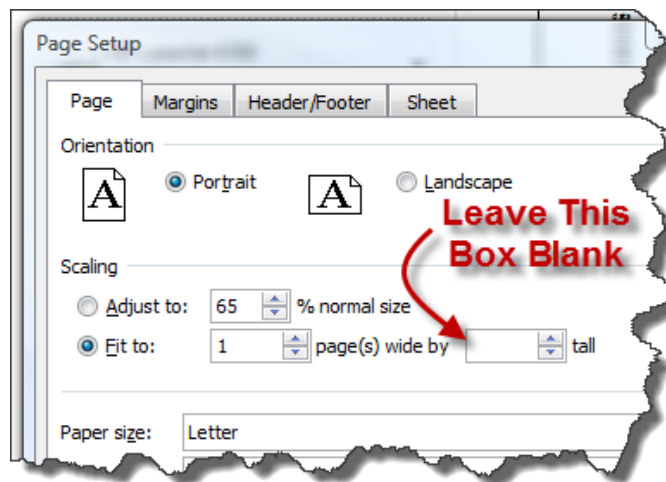 Page Setup
Page Margins Header/Footer Sheet
Orientation
A Portrait A Landscape
Leave This
Box Blank
Scaling
Adjust to: 65 % normal size
Fit to: 1 page(s) wide by tall
Paper size: Letter